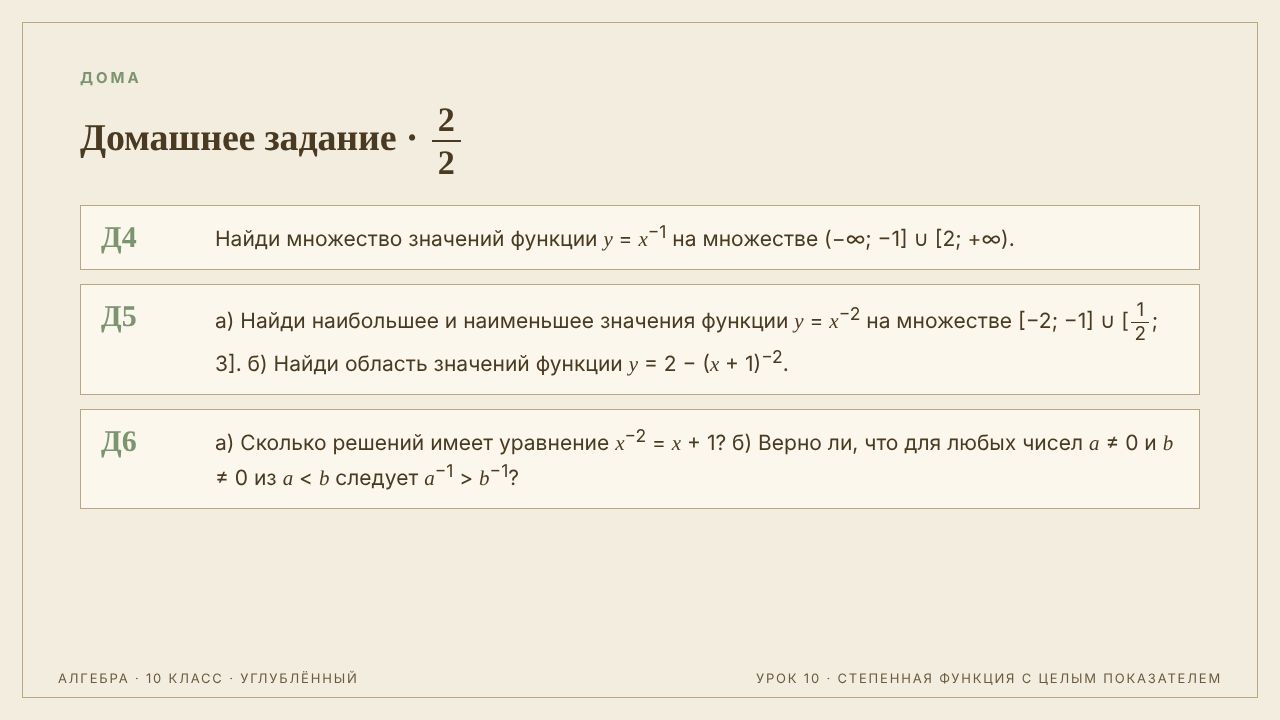 ДОМА
Домашнее задание · 2/2
Д4 Найди множество значений функции y = x⁻¹ на множестве (−∞; −1] ∪ [2; +∞).
Д5 а) Найди наибольшее и наименьшее значения функции y = x⁻² на множестве [−2; −1] ∪ [1/2;
3]. б) Найди область значений функции y = 2 − (x + 1)⁻².
Д6 а) Сколько решений имеет уравнение x⁻² = x + 1? б) Верно ли, что для любых чисел a ≠ 0 и b
≠ 0 из a < b следует a⁻¹ > b⁻¹?
АЛГЕБРА · 10 КЛАСС · УГЛУБЛЁННЫЙ
УРОК 10 · СТЕПЕННАЯ ФУНКЦИЯ С ЦЕЛЫМ ПОКАЗАТЕЛЕМ